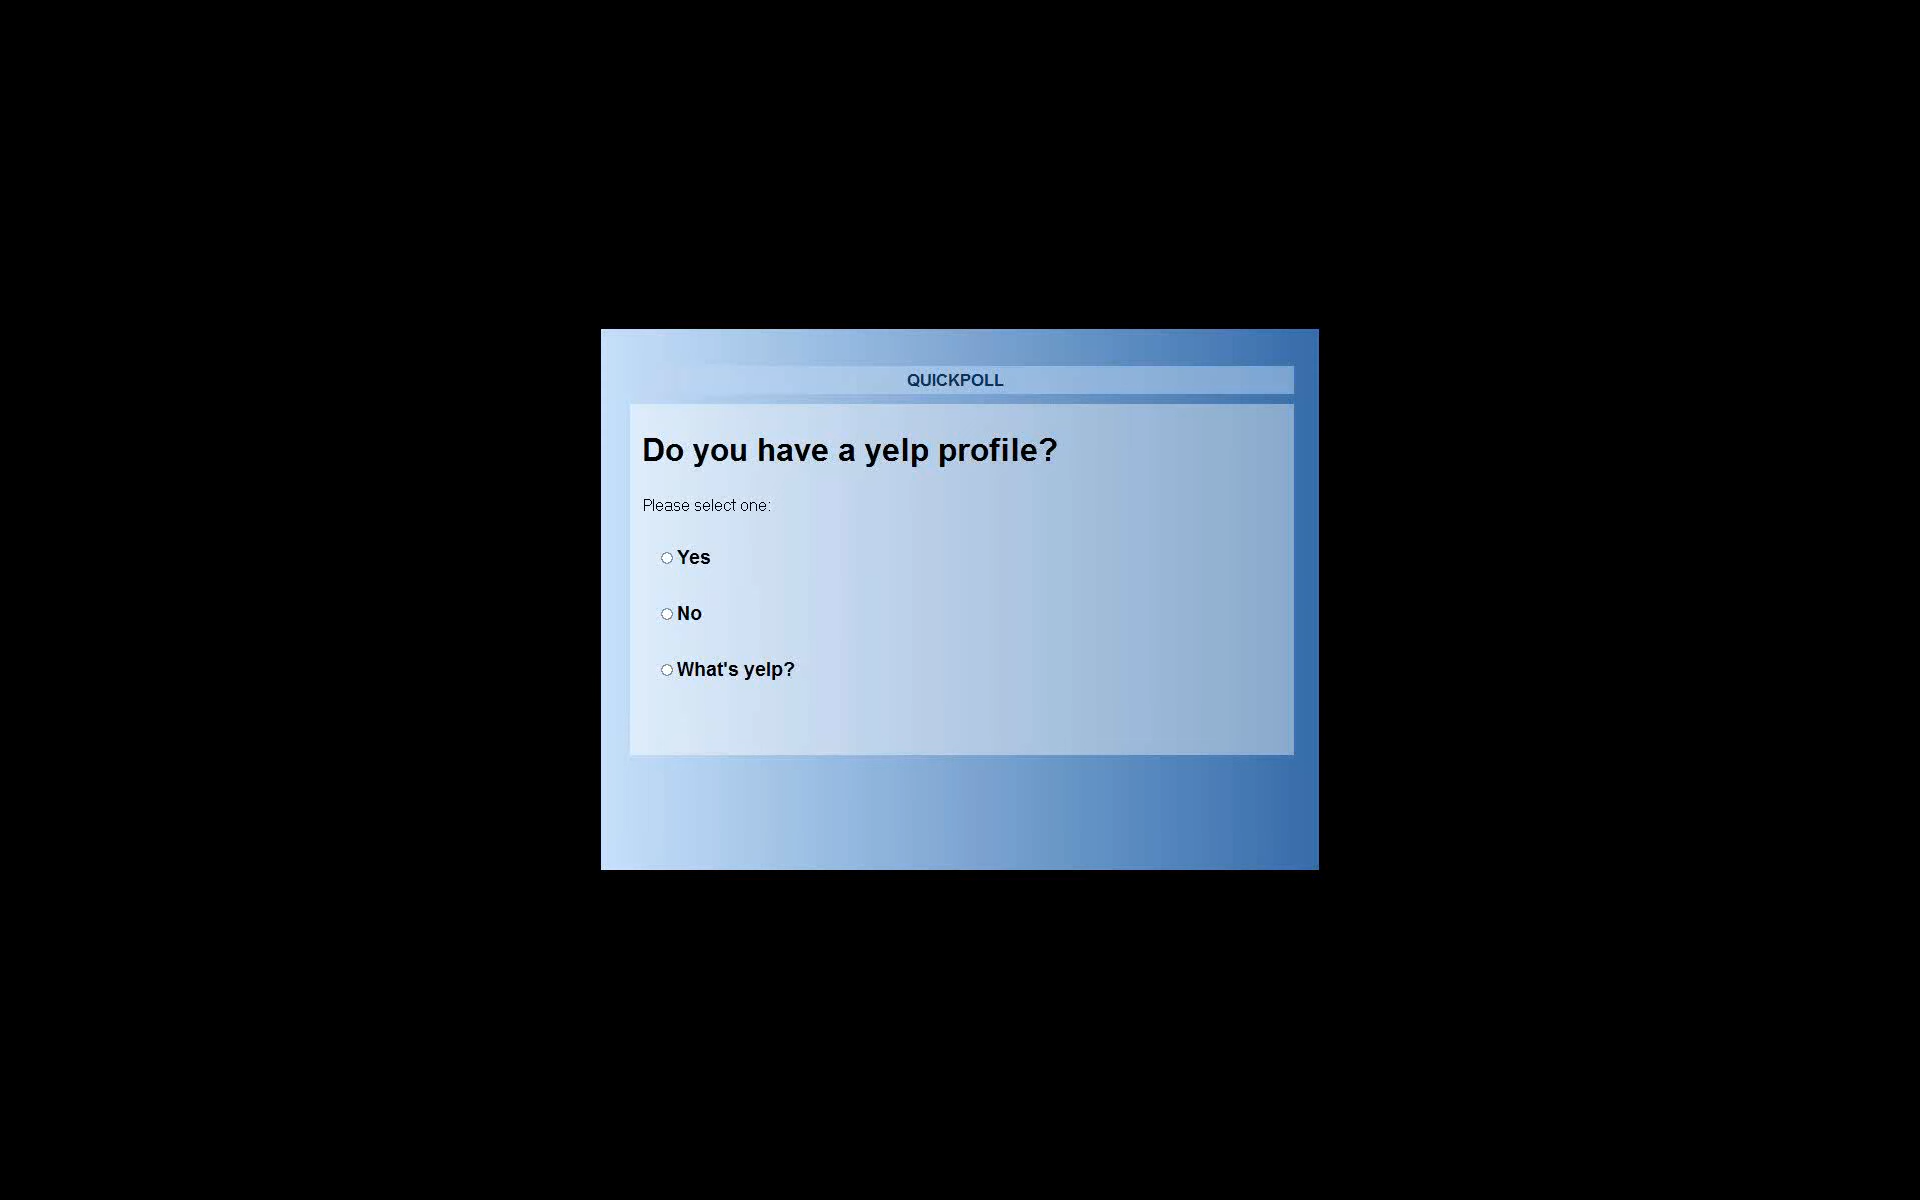 QUICKPOLL
Do you have a yelp profile?
Please select one:
Yes
No
What's yelp?